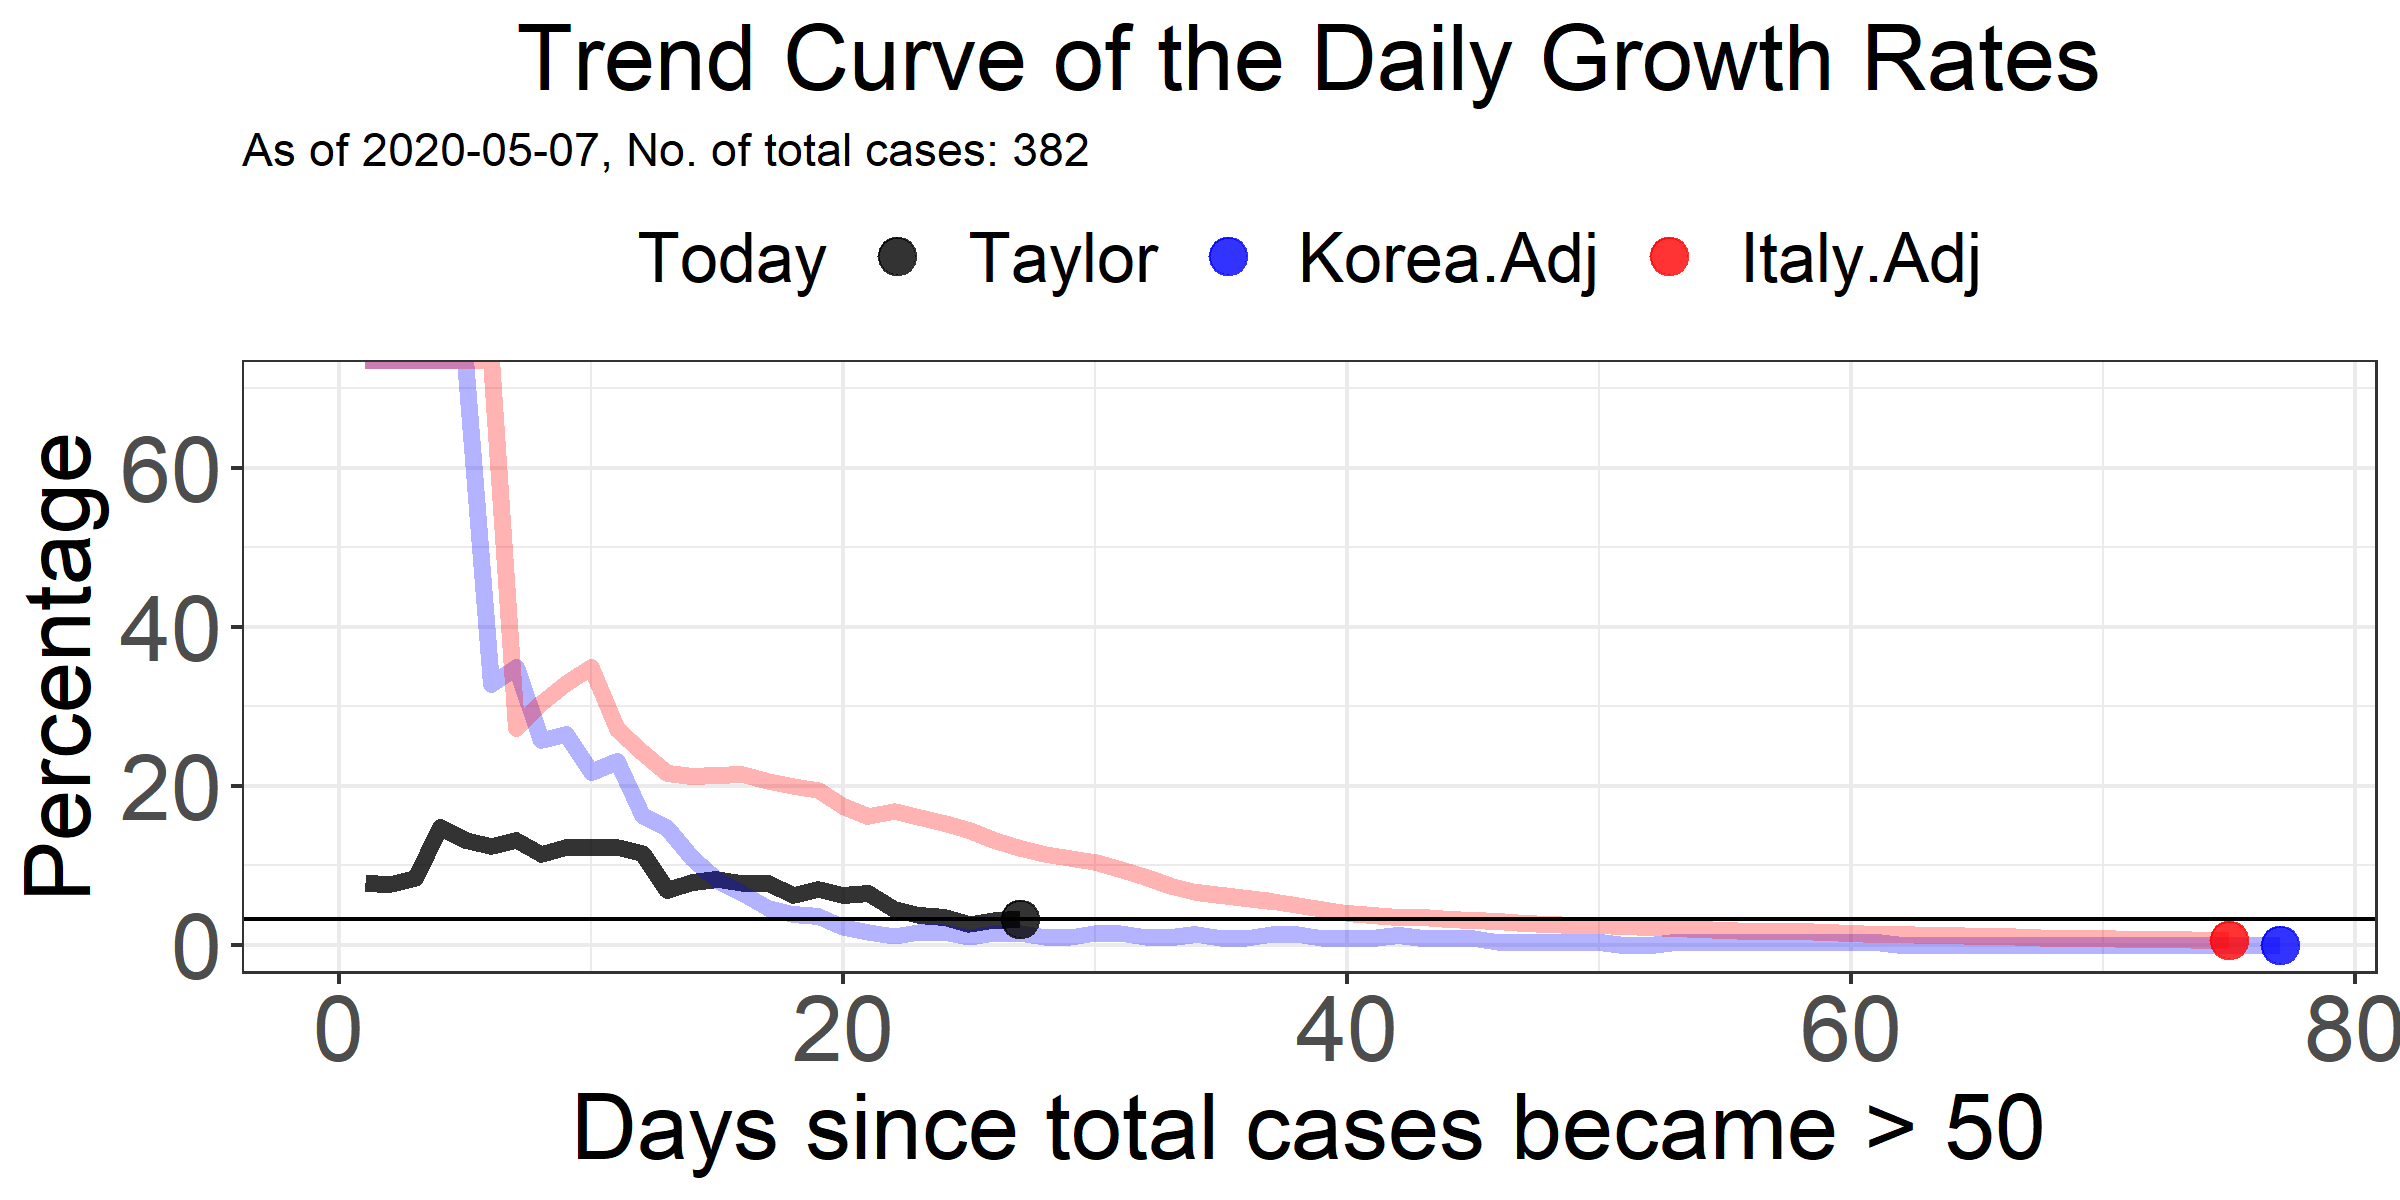 Trend Curve of the Daily Growth Rates
As of 2020-05-07, No. of total cases: 382
Today Taylor Korea.Adj Italy.Adj
Percentage
60
40
20
0
0 20 40 60 80
Days since total cases became > 50